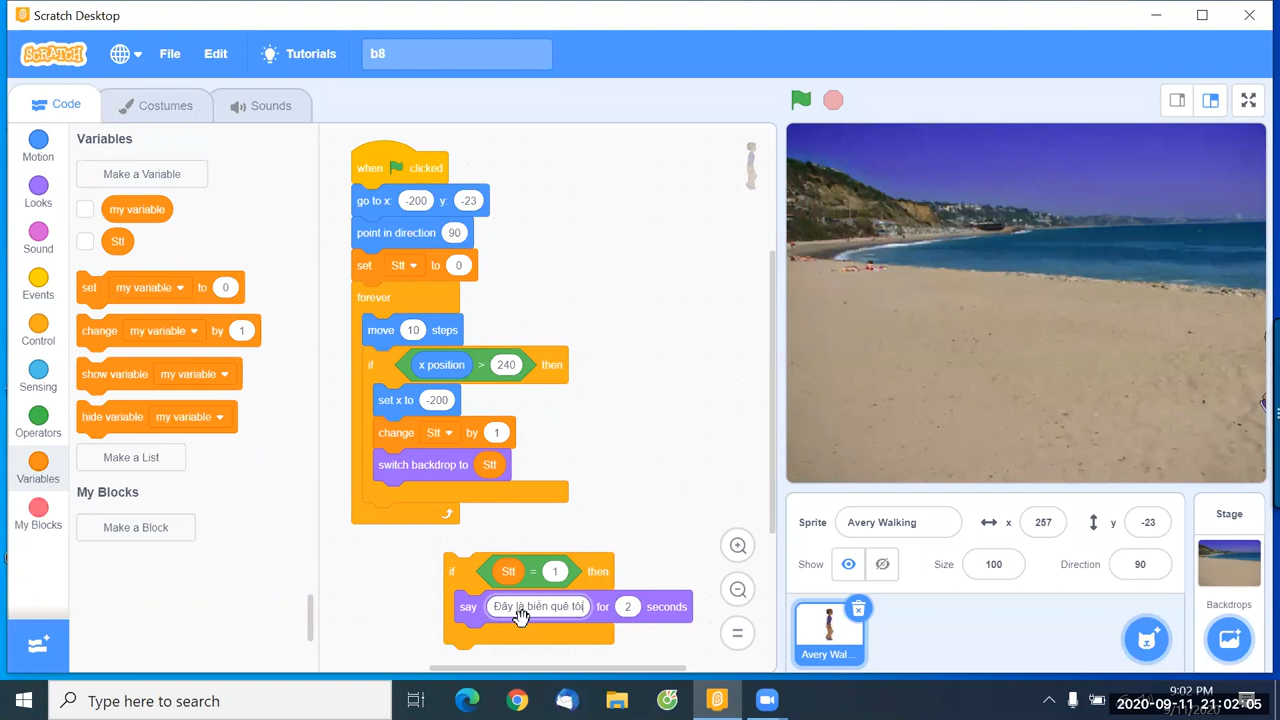 Scratch Desktop
SCRATCH File Edit Tutorials b8
Code Costumes Sounds
Motion
Looks
Sound
Events
Control
Sensing
Operators
Variables
My Blocks
Variables
Make a Variable
my variable
Stt
set my variable to 0
change my variable by 1
show variable my variable
hide variable my variable
Make a List
My Blocks
Make a Block
when clicked
go to x: -200 y: -23
point in direction 90
set Stt to 0
forever
move 10 steps
if x position > 240 then
set x to -200
change Stt by 1
switch backdrop to Stt
if Stt = 1 then
say Đây là biển quê tôi for 2 seconds
Sprite Avery Walking x 257 y -23
Show Size 100 Direction 90
Avery Wal...
Stage
Backdrops
Type here to search
9:02 PM
2020-09-11 21:02:05